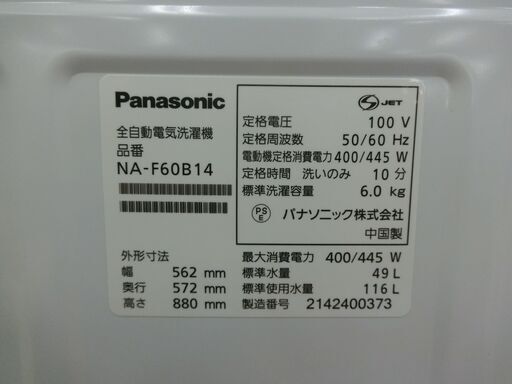 Panasonic
全自動電気洗濯機
品番
NA-F60B14
S JET
定格電圧 100 V
定格周波数 50/60 Hz
電動機定格消費電力 400/445 W
定格時間 洗いのみ 10 分
標準洗濯容量 6.0 kg
PS E パナソニック株式会社
中国製
外形寸法
幅 562 mm
奥行 572 mm
高さ 880 mm
最大消費電力 400/445 W
標準水量 49 L
標準使用水量 116 L
製造番号 2142400373